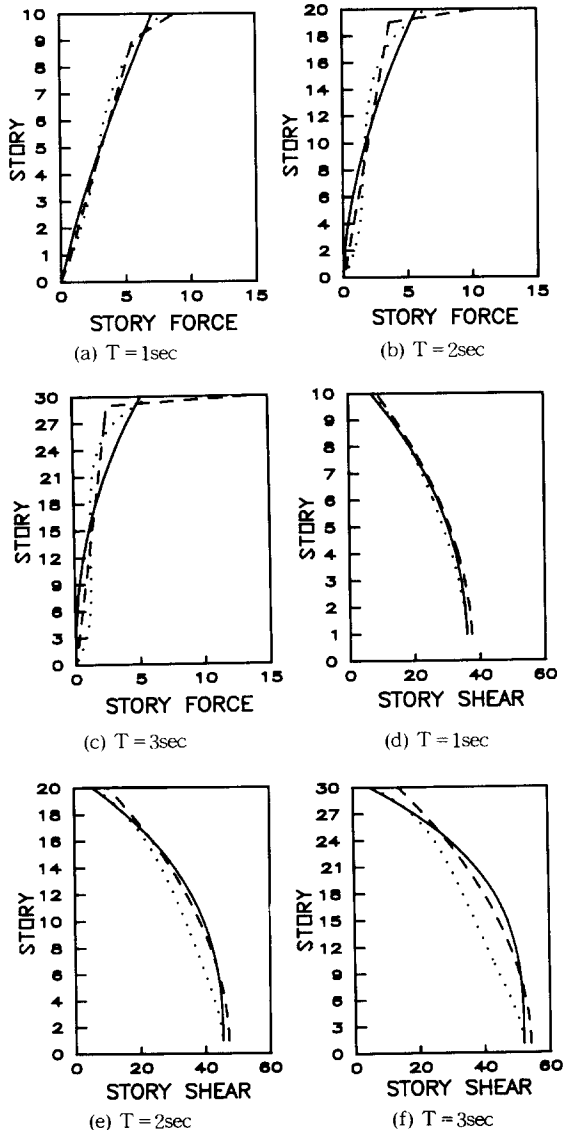 10
9
8
7
6
5
4
3
2
1
0
STORY
0 5 10 15
STORY FORCE
(a) T = 1sec
20
18
16
14
12
10
8
6
4
2
0
STORY
0 5 10 15
STORY FORCE
(b) T = 2sec
30
27
24
21
18
15
12
9
6
3
0
STORY
0 5 10 15
STORY FORCE
(c) T = 3sec
10
9
8
7
6
5
4
3
2
1
0
STORY
0 20 40 60
STORY SHEAR
(d) T = 1sec
20
18
16
14
12
10
8
6
4
2
0
STORY
0 20 40 60
STORY SHEAR
(e) T = 2sec
30
27
24
21
18
15
12
9
6
3
0
STORY
0 20 40 60
STORY SHEAR
(f) T = 3sec